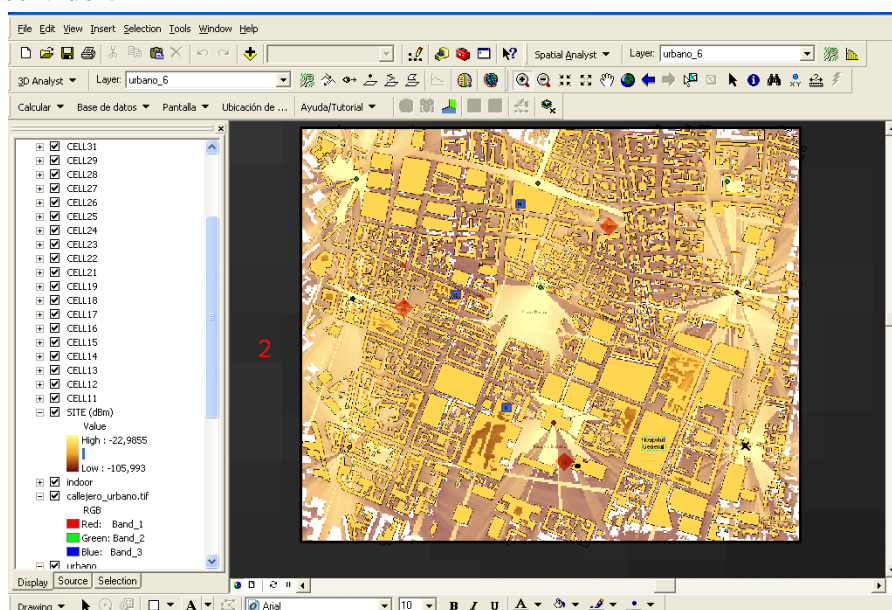 File Edit View Insert Selection Tools Window Help
Spatial Analyst Layer: urbano_6
3D Analyst Layer: urbano_6
Calcular Base de datos Pantalla Ubicación de ... Ayuda/Tutorial
CELL31
CELL29
CELL28
CELL27
CELL26
CELL25
CELL24
CELL23
CELL22
CELL21
CELL19
CELL18
CELL17
CELL16
CELL15
CELL14
CELL13
CELL12
CELL11
SITE (dBm)
Value
High : -22,9855
Low : -105,993
indoor
callejero_urbano.tif
RGB
Red: Band_1
Green: Band_2
Blue: Band_3
urbano
2
Hospital
General
Display Source Selection
Drawing A Arial 10 B I U A